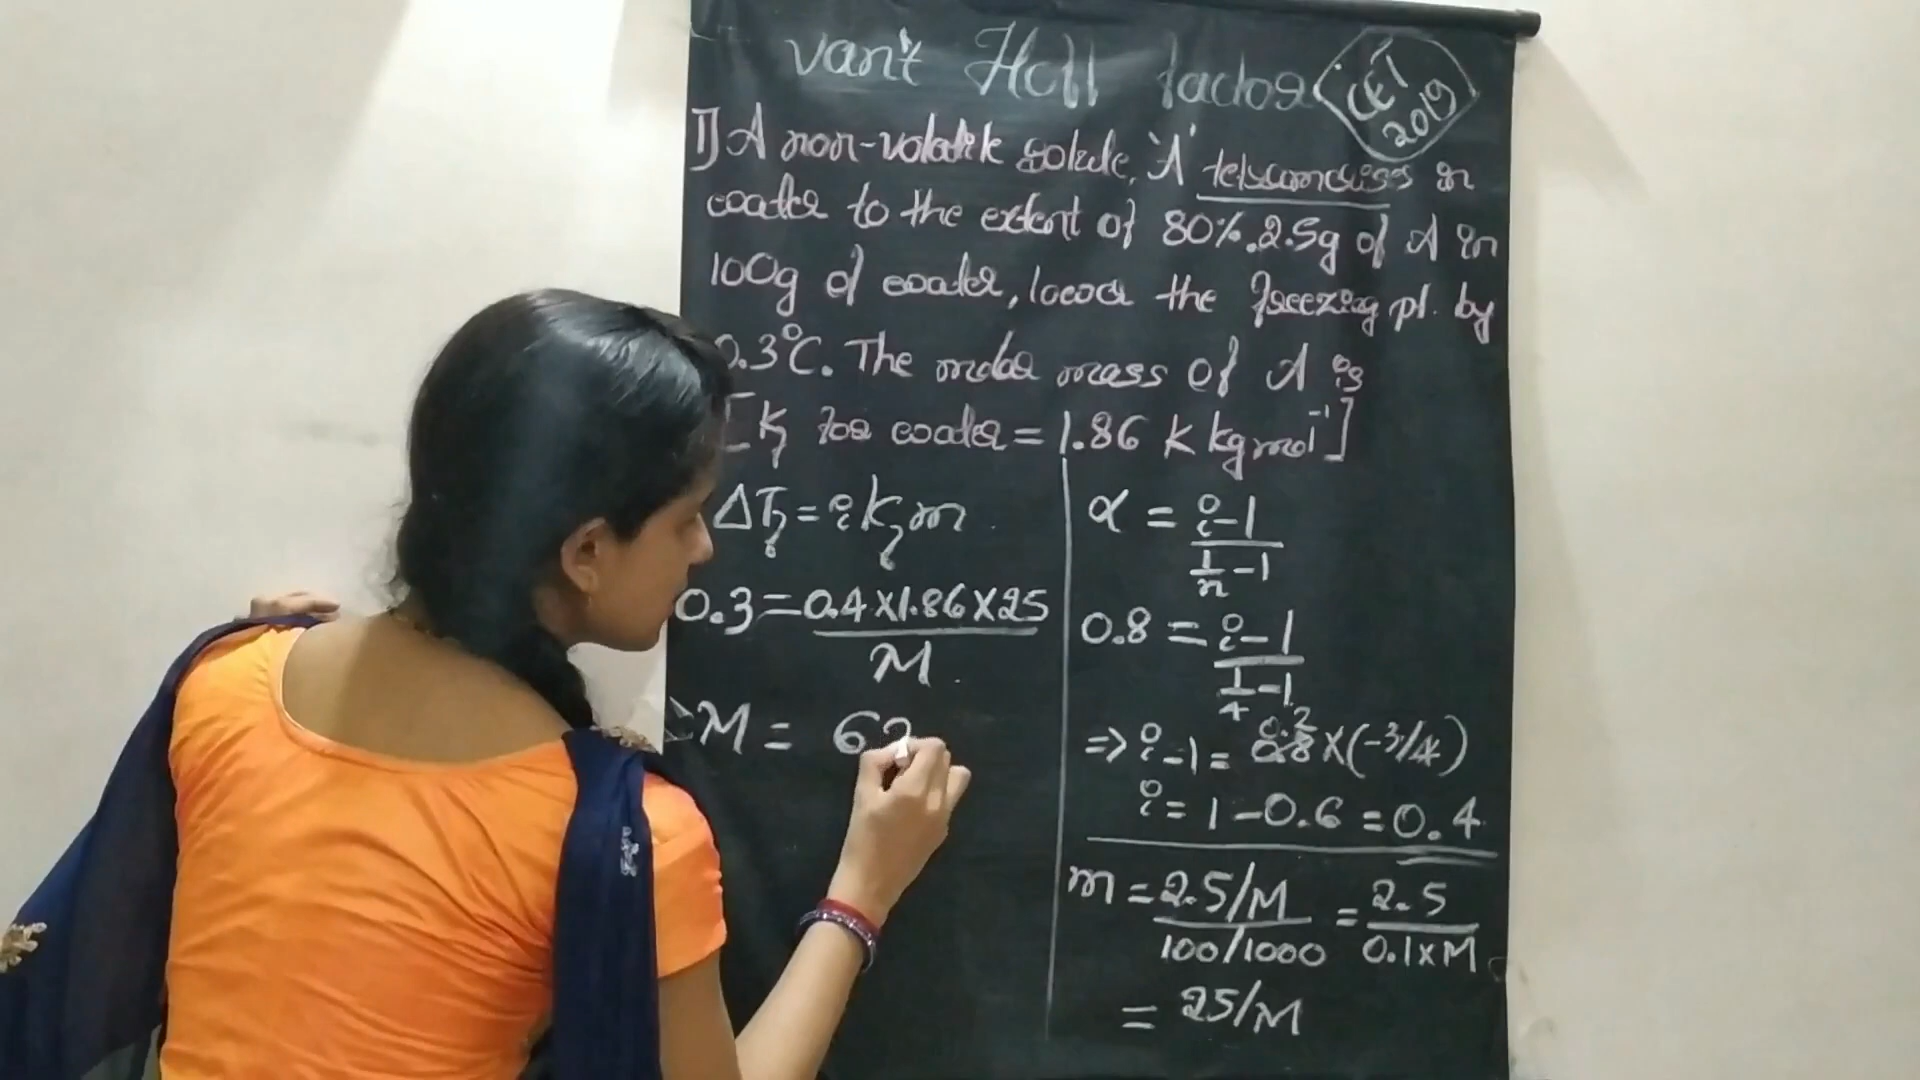 van't Hoff factor
CET 2019
1] A non-volatile solute, 'A' tetramerises in
water to the extent of 80%. 2.5g of A in
100g of water, lower the freezing pt. by
0.3°C. The molar mass of A is
[Kf for water = 1.86 K kg mol⁻¹]
ΔTf = i Kf m
0.3 = 0.4 X 1.86 X 25 / M
M = 62
α = i-1 / (1/n - 1)
0.8 = i-1 / (1/4 - 1)
=> i-1 = 0.8 0.2 X (-3/4)
i = 1 - 0.6 = 0.4
m = 2.5/M / 100/1000 = 2.5 / 0.1 x M
= 25/M